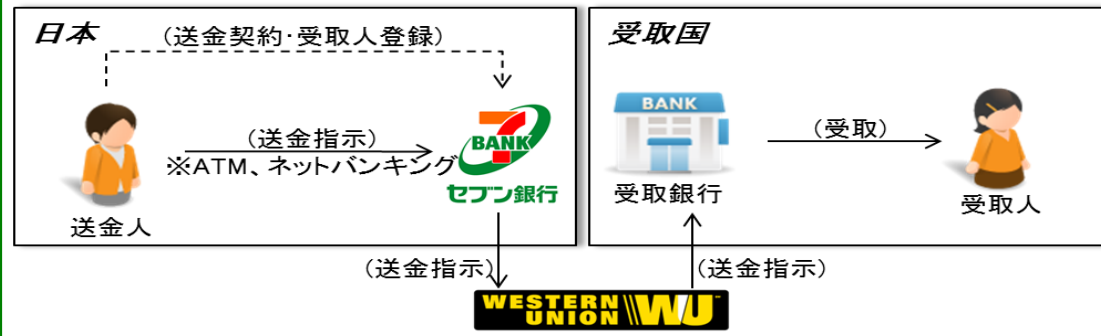 日本
(送金契約・受取人登録)
(送金指示)
※ATM、ネットバンキング
送金人
7
BANK
セブン銀行
受取国
BANK
受取銀行
(受取)
受取人
(送金指示)
(送金指示)
WESTERN
UNION
WU